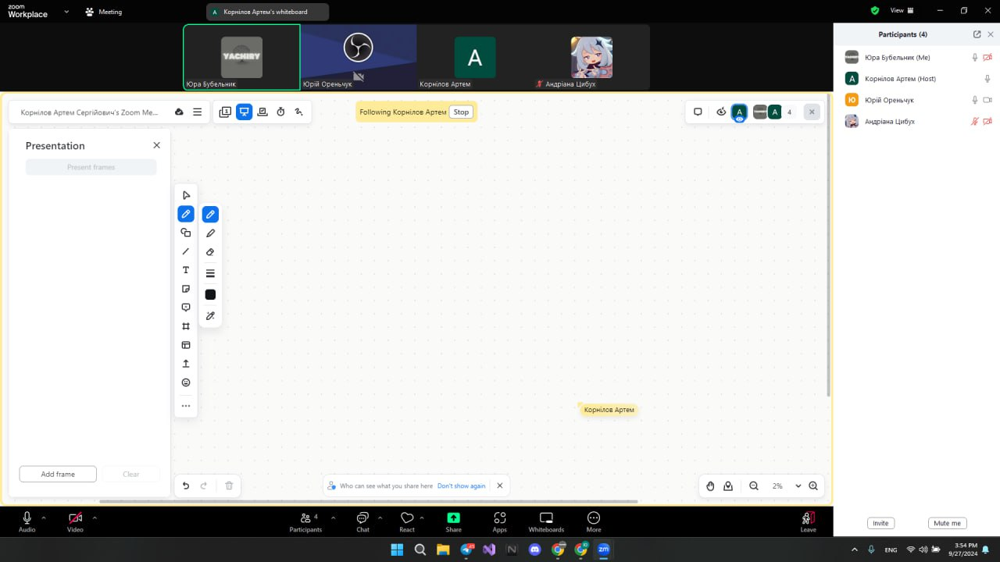 zoom
Workplace
Meeting
A Корнілов Артем's whiteboard
View
Participants (4)
YACHIRY
Юра Бубельник
Юрій Ореньчук
A
Корнілов Артем
Андріана Цибух
Юра Бубельник (Me)
A Корнілов Артем (Host)
Ю Юрій Ореньчук
Андріана Цибух
Корнілов Артем Сергійович's Zoom Me...
1
Following Корнілов Артем Stop
A
A
4
Presentation
Present frames
T
Корнілов Артем
Add frame
Clear
Who can see what you share here Don't show again
2%
Invite
Mute me
Audio
Video
4
Participants
Chat
React
Share
Apps
Whiteboards
More
Leave
zm
ENG
3:54 PM
9/27/2024